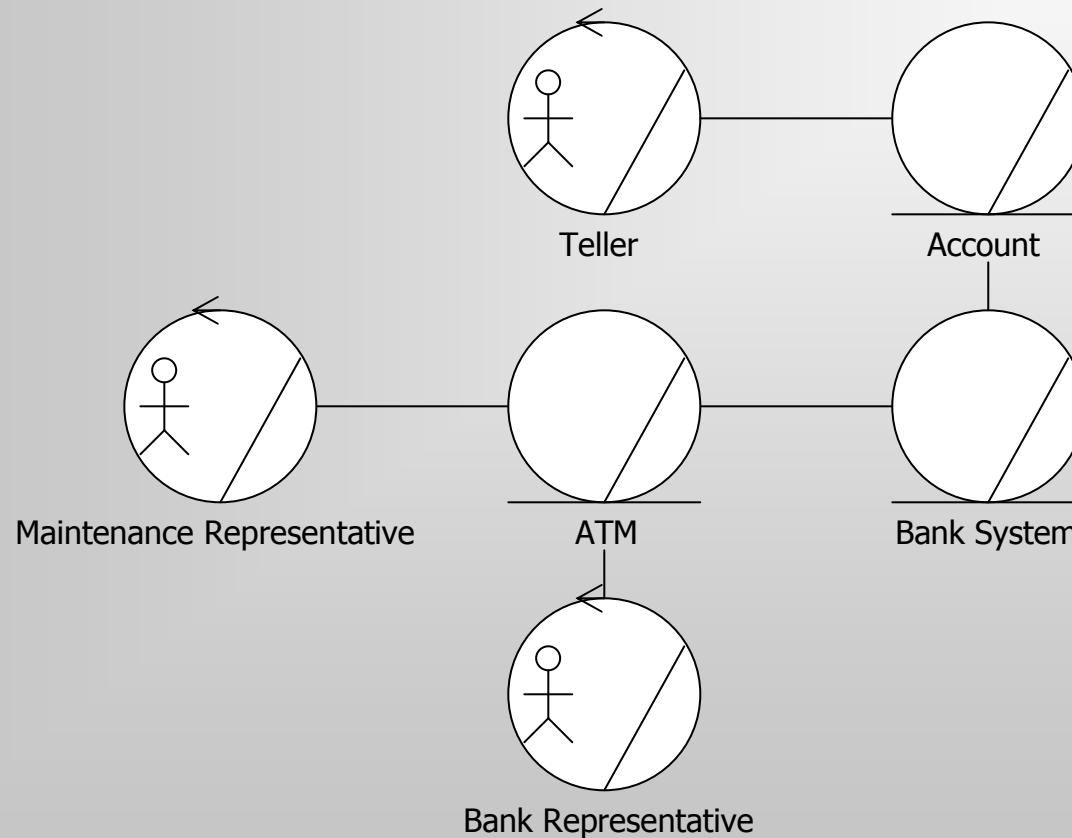 Teller
Account
Maintenance Representative
ATM
Bank System
Bank Representative